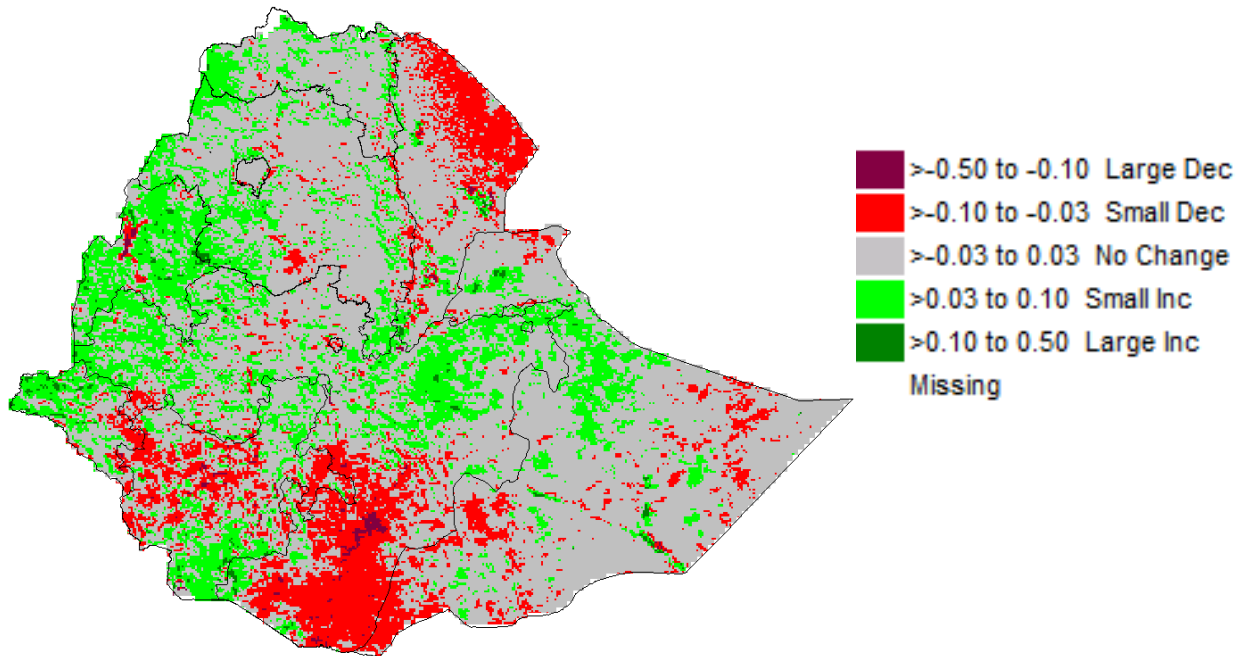 >-0.50 to -0.10 Large Dec
>-0.10 to -0.03 Small Dec
>-0.03 to 0.03 No Change
>0.03 to 0.10 Small Inc
>0.10 to 0.50 Large Inc
Missing